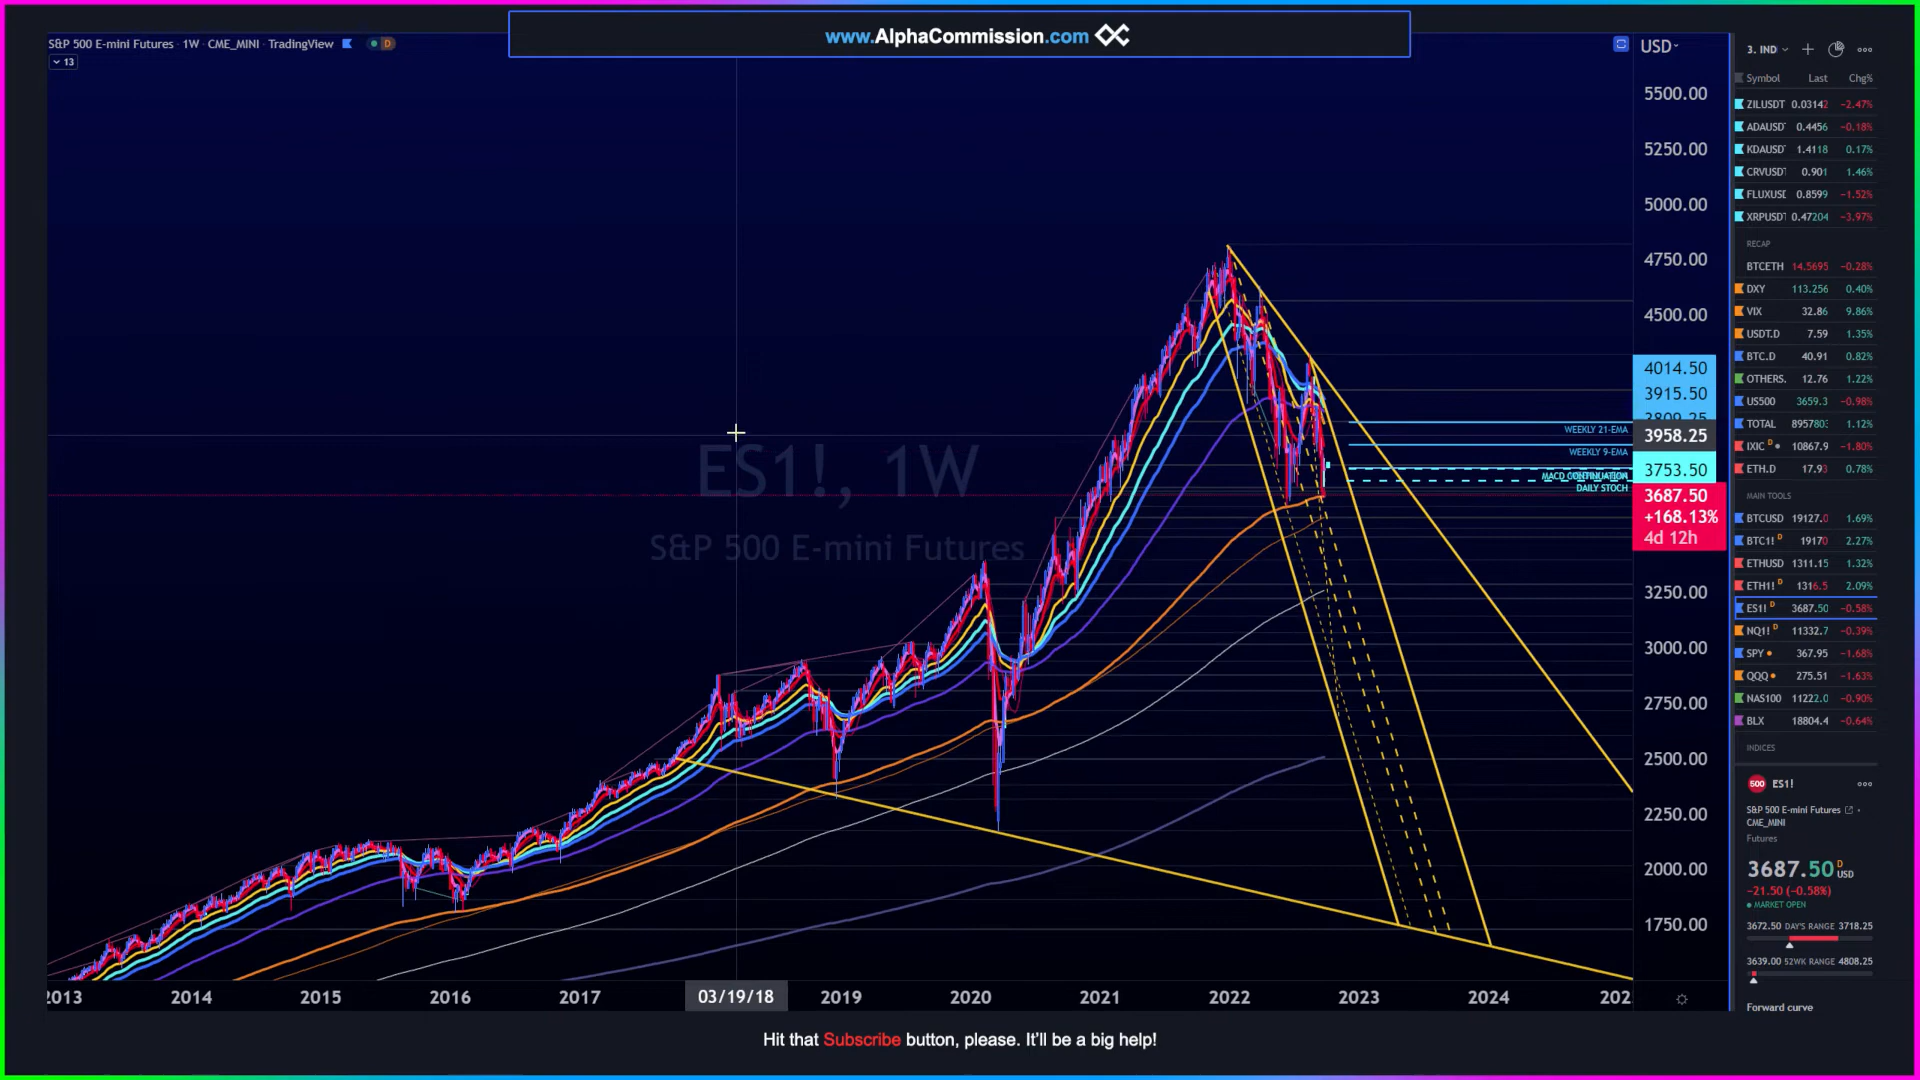 www.AlphaCommission.com
S&P 500 E-mini Futures · 1W · CME_MINI · TradingView
D
13
USD
5500.00
5250.00
5000.00
4750.00
4500.00
4014.50
3915.50
3809.25
3958.25
3753.50
3687.50
+168.13%
4d 12h
3250.00
3000.00
2750.00
2500.00
2250.00
2000.00
1750.00
WEEKLY 21-EMA
WEEKLY 9-EMA
MACD CONTINUATION
DAILY STOCH
ES1!, 1W
S&P 500 E-mini Futures
2013 2014 2015 2016 2017 03/19/18 2019 2020 2021 2022 2023 2024 202
3. IND
Symbol Last Chg%
ZILUSDT 0.03142 −2.47%
ADAUSD 0.4456 −0.18%
KDAUSD 1.4118 0.17%
CRVUSD 0.901 1.46%
FLUXUSD 0.8599 −1.52%
XRPUSD 0.47204 −3.97%
RECAP
BTCETH 14.5695 −0.28%
DXY 113.256 0.40%
VIX 32.86 9.86%
USDT.D 7.59 1.35%
BTC.D 40.91 0.82%
OTHERS. 12.76 1.22%
US500 3659.3 −0.98%
TOTAL 895780 1.12%
IXIC D 10867.9 −1.80%
ETH.D 17.93 0.78%
MAIN TOOLS
BTCUSD 19127.0 1.69%
BTC1! D 19170 2.27%
ETHUSD 1311.15 1.32%
ETH1! D 1316.5 2.09%
ES1! D 3687.50 −0.58%
NQ1! D 11332.7 −0.39%
SPY 367.95 −1.68%
QQQ 275.51 −1.63%
NAS100 11222.0 −0.90%
BLX 18804.4 −0.64%
INDICES
500 ES1!
S&P 500 E-mini Futures ·
CME_MINI
Futures
3687.50 D USD
−21.50 (−0.58%)
MARKET OPEN
3672.50 DAY'S RANGE 3718.25
3639.00 52WK RANGE 4808.25
Forward curve
Hit that Subscribe button, please. It'll be a big help!